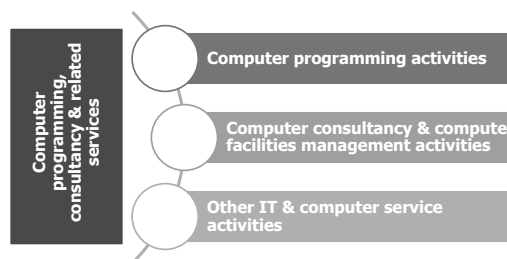 Computer
programming,
consultancy & related
services
Computer programming activities
Computer consultancy & compute
facilities management activities
Other IT & computer service
activities